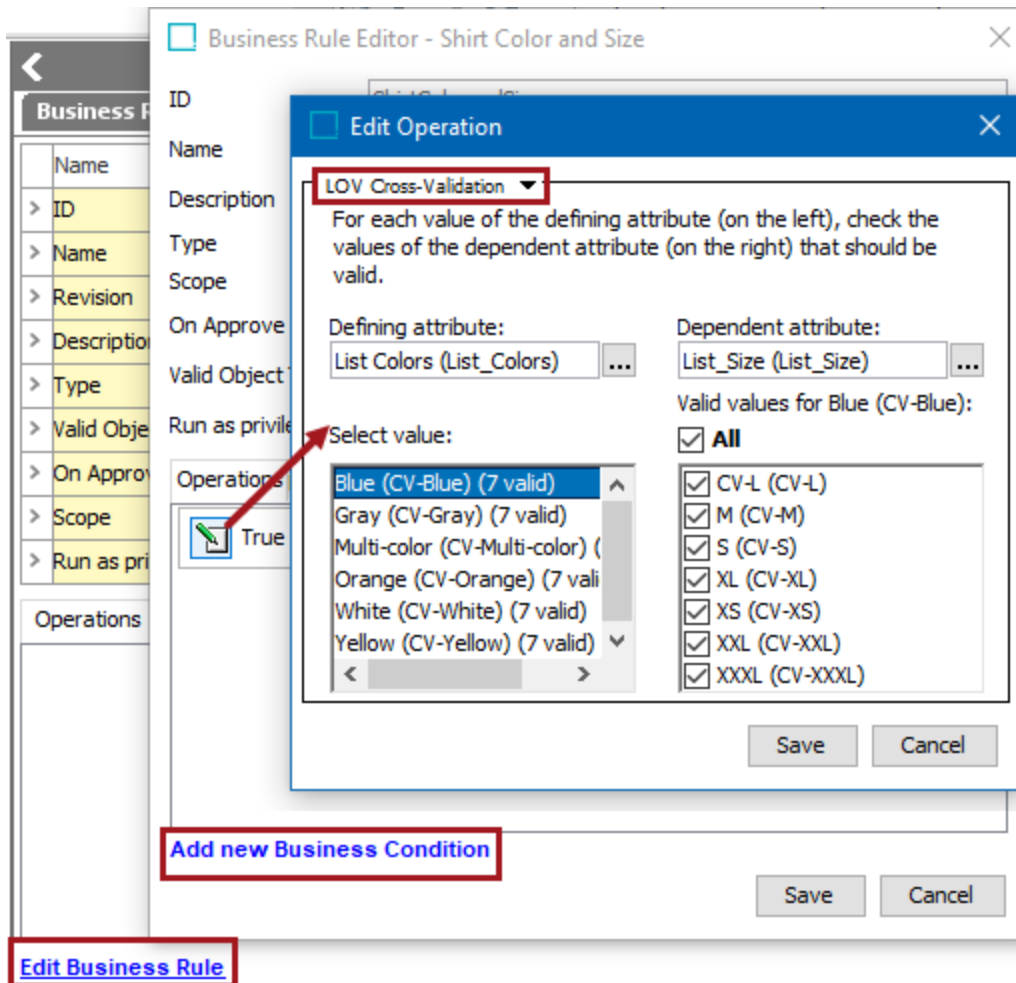 Business Rule Editor - Shirt Color and Size
Business
Name
ID
Name
Revision
Type
Valid Obje
On Approv
Scope
Run as pri
Operations
Edit Business Rule
ID
Name
Description
Type
Scope
On Approve
Valid Object
Run as privile
Operations
True
Add new Business Condition
Save
Cancel
Edit Operation
LOV Cross-Validation
For each value of the defining attribute (on the left), check the
values of the dependent attribute (on the right) that should be
valid.
Defining attribute:
List Colors (List_Colors)
...
Dependent attribute:
List_Size (List_Size)
...
Select value:
Blue (CV-Blue) (7 valid)
Gray (CV-Gray) (7 valid)
Multi-color (CV-Multi-color) (
Orange (CV-Orange) (7 vali
White (CV-White) (7 valid)
Yellow (CV-Yellow) (7 valid)
Valid values for Blue (CV-Blue):
All
CV-L (CV-L)
M (CV-M)
S (CV-S)
XL (CV-XL)
XS (CV-XS)
XXL (CV-XXL)
XXXL (CV-XXXL)
Save
Cancel